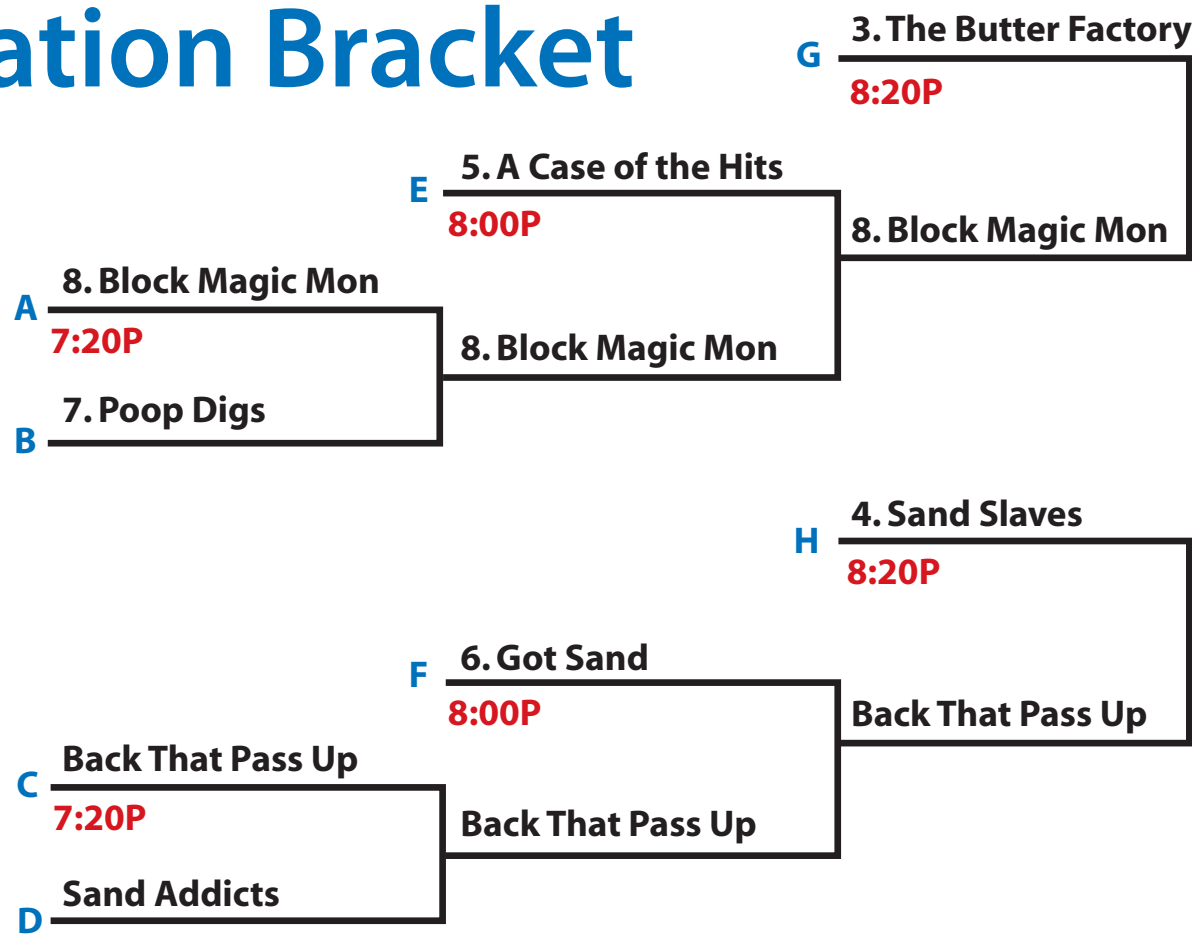 ation Bracket
G
3. The Butter Factory
8:20P
E
5. A Case of the Hits
8:00P
8. Block Magic Mon
A
8. Block Magic Mon
7:20P
8. Block Magic Mon
B
7. Poop Digs
H
4. Sand Slaves
8:20P
F
6. Got Sand
8:00P
Back That Pass Up
C
Back That Pass Up
7:20P
Back That Pass Up
D
Sand Addicts